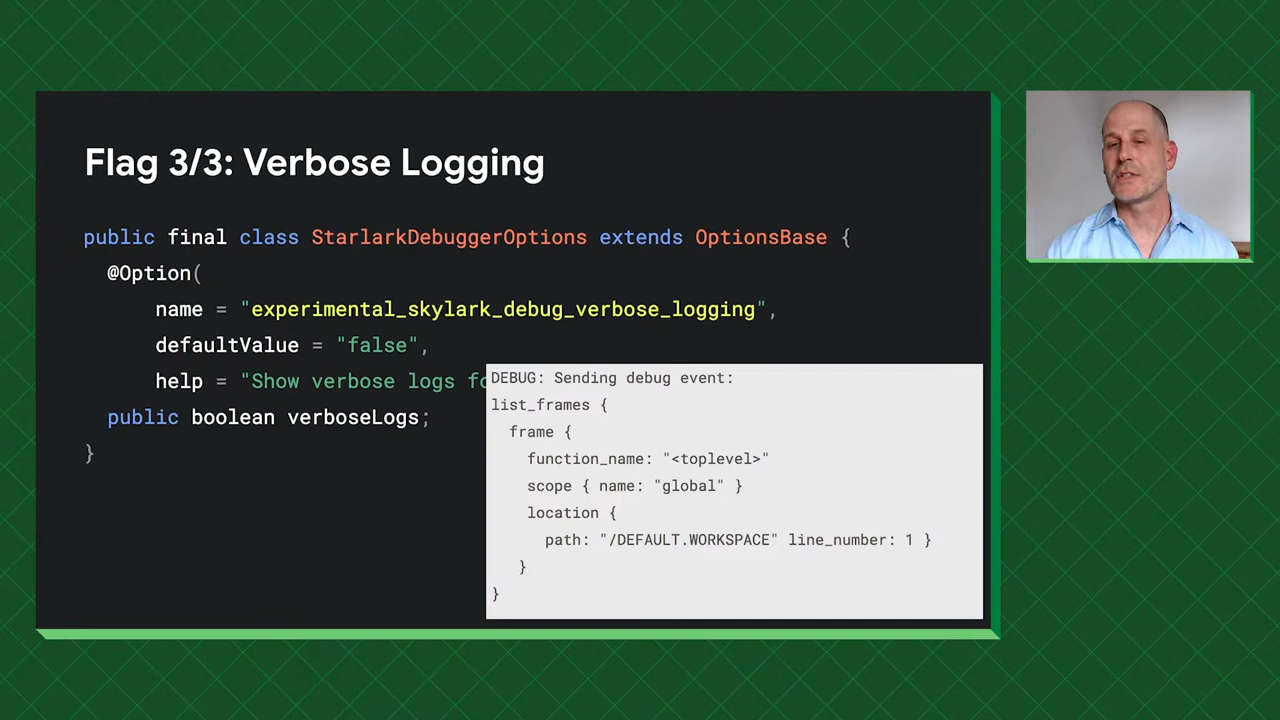 Flag 3/3: Verbose Logging
public final class StarlarkDebuggerOptions extends OptionsBase {
@Option(
name = "experimental_skylark_debug_verbose_logging",
defaultValue = "false",
help = "Show verbose logs
public boolean verboseLogs;
}
DEBUG: Sending debug event:
list_frames {
frame {
function_name: "<toplevel>"
scope { name: "global" }
location {
path: "/DEFAULT.WORKSPACE" line_number: 1 }
}
}